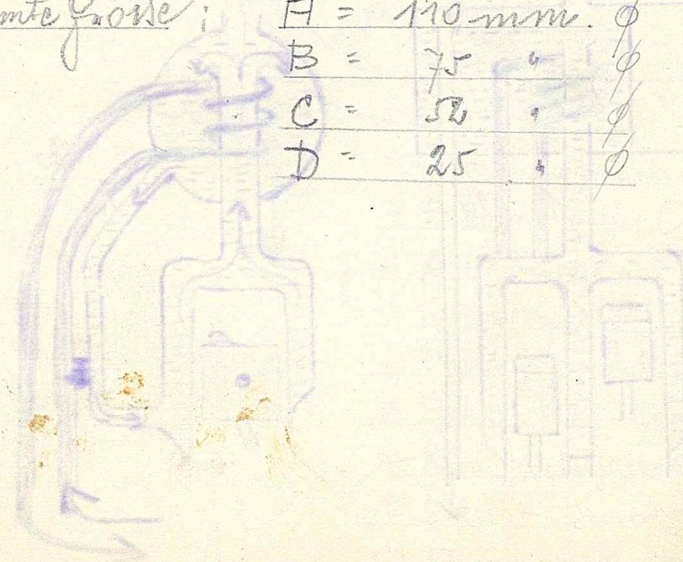 Grosse: A = 110 mm. ϕ
B = 75 " ϕ
C = 52 " ϕ
D = 25 " ϕ